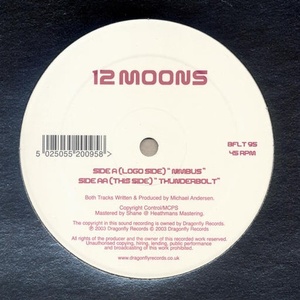 12 MOONS
SIDE A (LOGO SIDE) "NIMBUS"
SIDE AA (THIS SIDE) "THUNDERBOLT"
BFLT 95
45 RPM
5 025055 200958 >
Both Tracks Written & Produced by Michael Andersen.
Copyright Control/MCPS
Mastered by Shane @ Heathmans Mastering.
The copyright in this sound recording is owned by Dragonfly Records.
℗ 2003 Dragonfly Records © 2003 Dragonfly Records.
All rights of the producer and the owner of this recorded work reserved.
Unauthorised copying, hiring, lending, public performance
and broadcasting of this work prohibited.
www.dragonflyrecords.co.uk